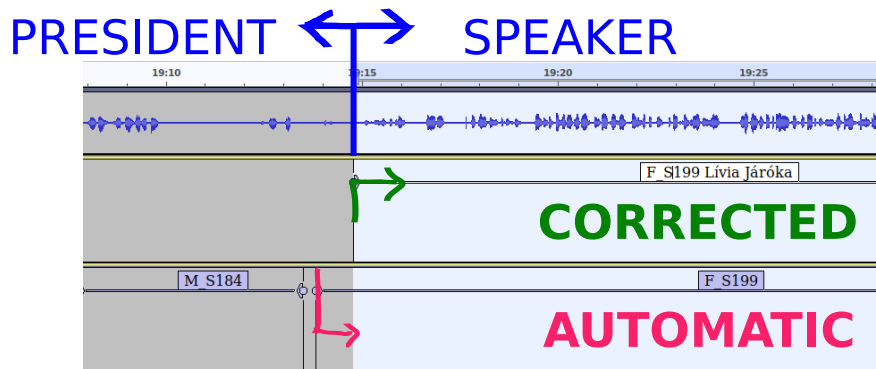 PRESIDENT SPEAKER
19:10 19:15 19:20 19:25
F_S199 Lívia Járóka
CORRECTED
M_S184 F_S199
AUTOMATIC